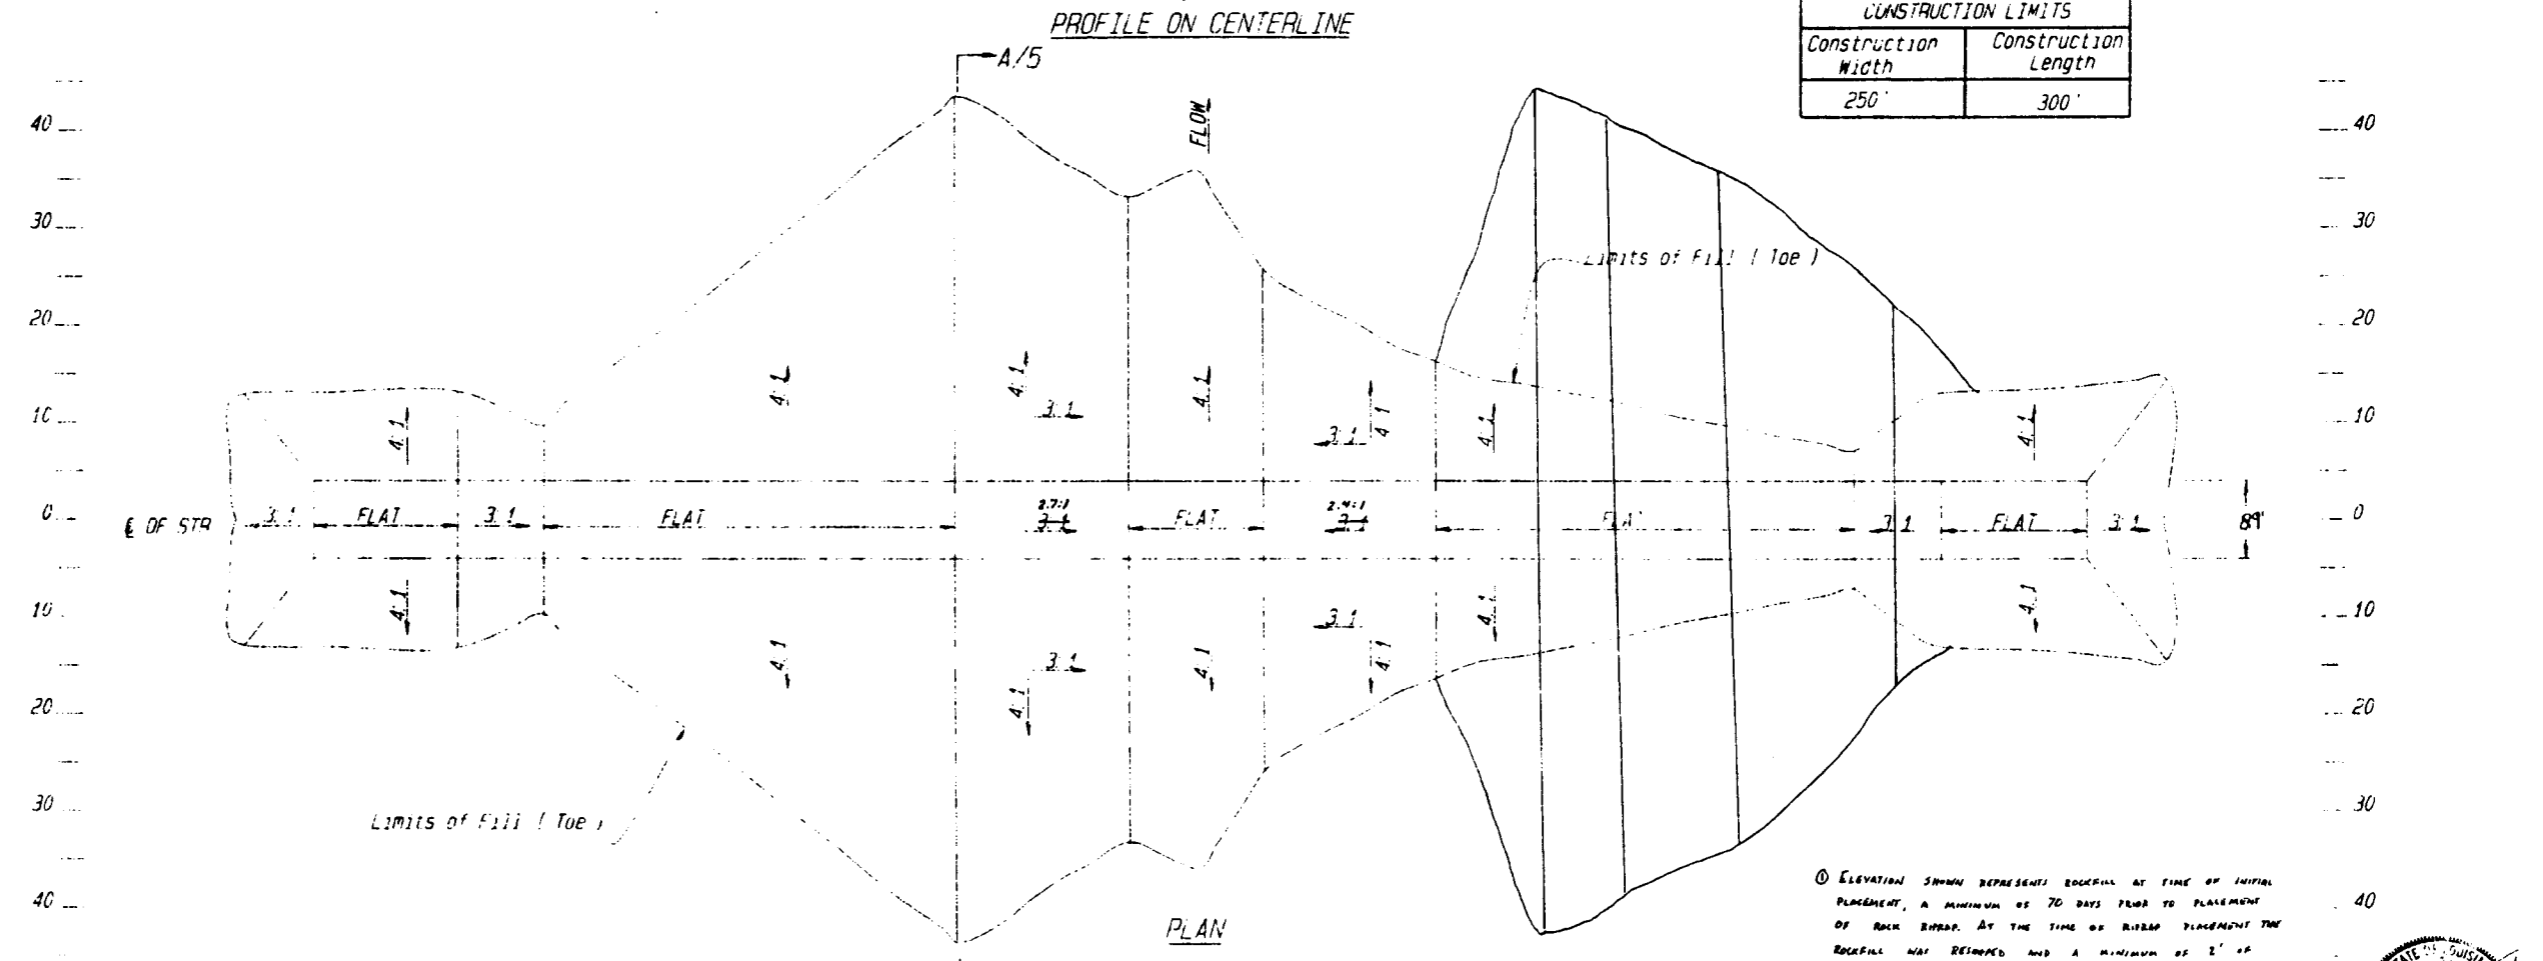 PROFILE ON CENTERLINE
CONSTRUCTION LIMITS
Construction Width
Construction Length
250'
300'
A/5
FLOW
40
30
20
10
0
10
20
30
40
40
30
20
10
0
10
20
30
40
Limits of Fill ( Toe )
4:1
4:1
4:1
3:1
4:1
3:1
4:1
4:1
4:1
℄ OF STR
3:1
FLAT
3:1
FLAT
2.7:1
3:1
FLAT
2.4:1
3:1
FLAT
3:1
FLAT
3:1
89'
4:1
4:1
3:1
4:1
4:1
3:1
4:1
4:1
4:1
Limits of Fill ( Toe )
PLAN
① ELEVATION SHOWN REPRESENTS ROCKFILL AT TIME OF INITIAL
PLACEMENT, A MINIMUM OF 70 DAYS PRIOR TO PLACEMENT
OF ROCK RIPRAP. AT THE TIME OF RIPRAP PLACEMENT THE
ROCKFILL WAS AND A MINIMUM OF 2' OF